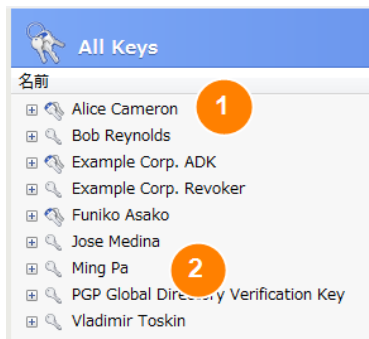 All Keys
名前
Alice Cameron
1
Bob Reynolds
Example Corp. ADK
Example Corp. Revoker
Funiko Asako
Jose Medina
Ming Pa
2
PGP Global Directory Verification Key
Vladimir Toskin